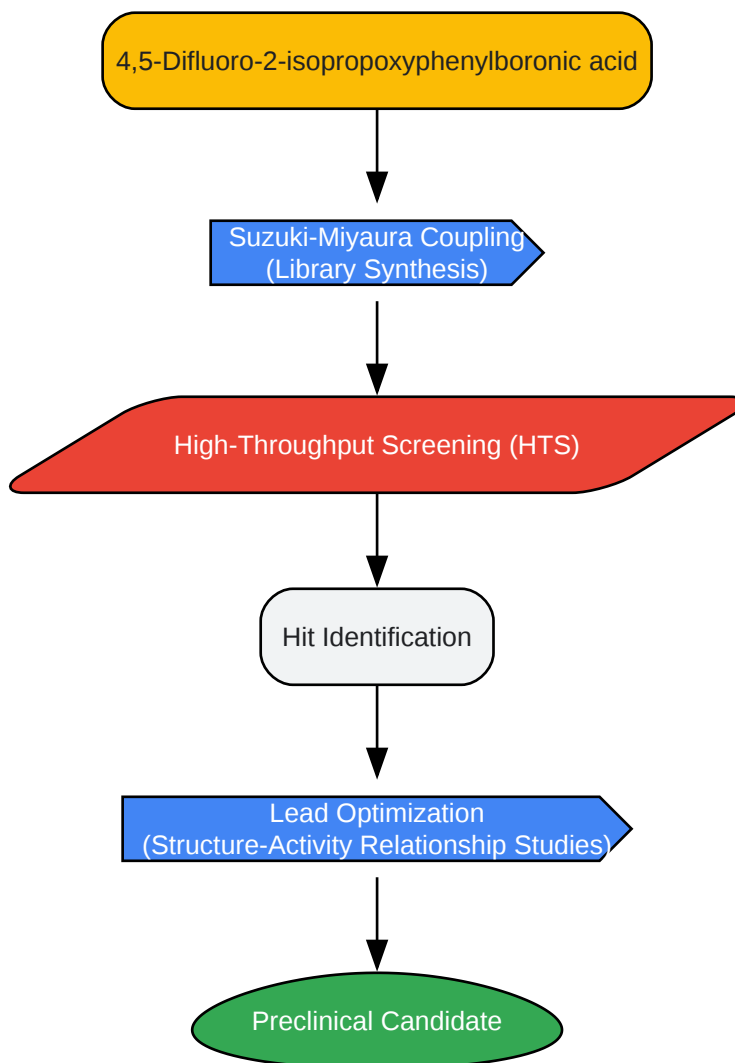 4,5-Difluoro-2-isopropoxyphenylboronic acid
Suzuki-Miyaura Coupling
(Library Synthesis)
High-Throughput Screening (HTS)
Hit Identification
Lead Optimization
(Structure-Activity Relationship Studies)
Preclinical Candidate